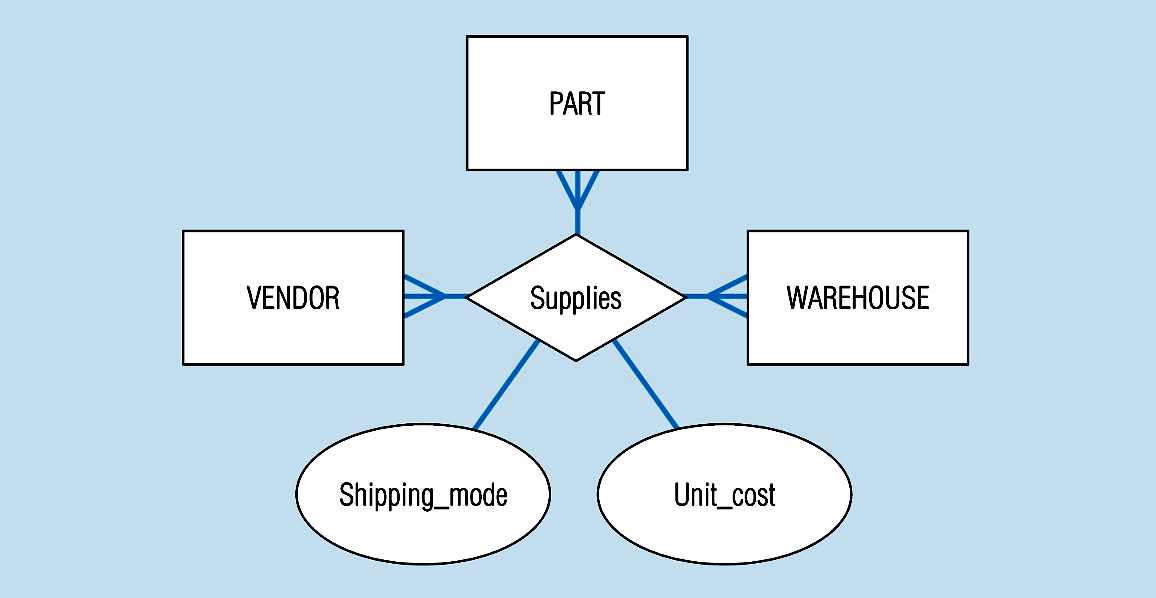 PART
VENDOR
Supplies
WAREHOUSE
Shipping_mode
Unit_cost